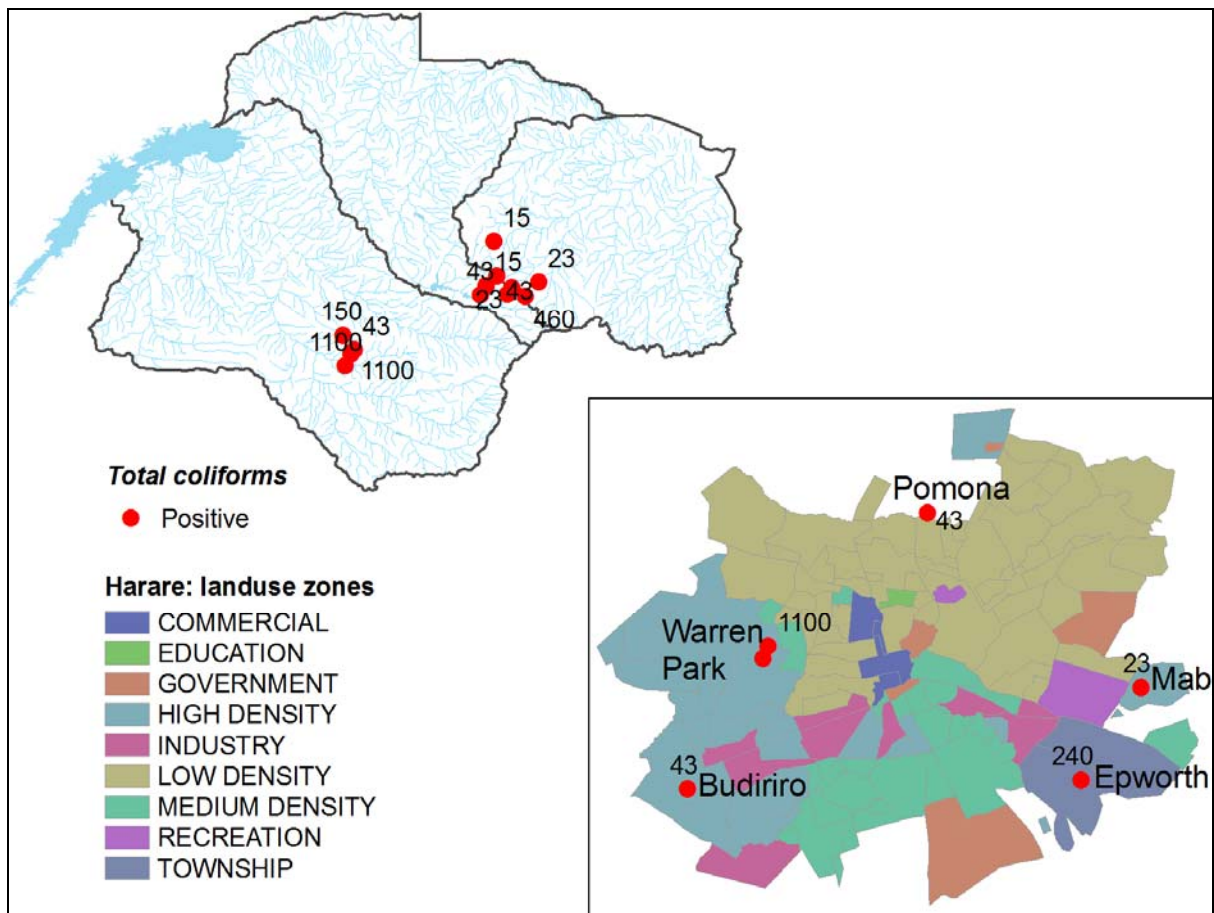 15
15
23
43
23
43
460
150
43
1100
1100
Total coliforms
Positive
Harare: landuse zones
COMMERCIAL
EDUCATION
GOVERNMENT
HIGH DENSITY
INDUSTRY
LOW DENSITY
MEDIUM DENSITY
RECREATION
TOWNSHIP
Pomona
43
Warren
Park
1100
23
Mab
240
Epworth
43
Budiriro